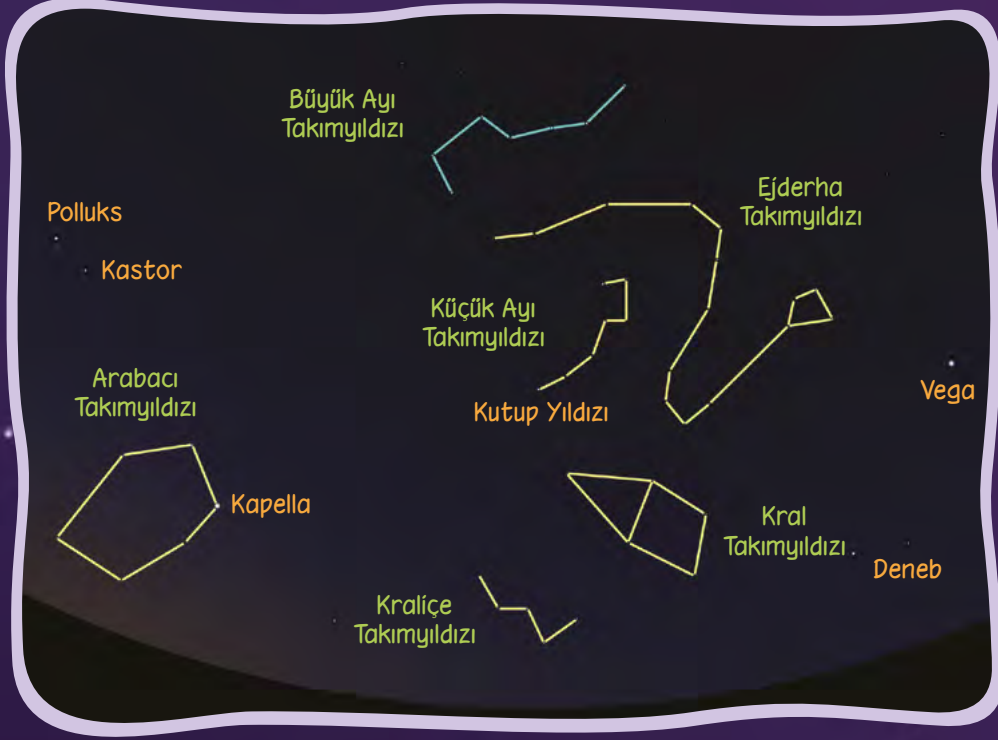 Büyük Ayı
Takımyıldızı
Ejderha
Takımyıldızı
Polluks
Kastor
Küçük Ayı
Takımyıldızı
Arabacı
Takımyıldızı
Vega
Kutup Yıldızı
Kapella
Kral
Takımyıldızı
Deneb
Kraliçe
Takımyıldızı